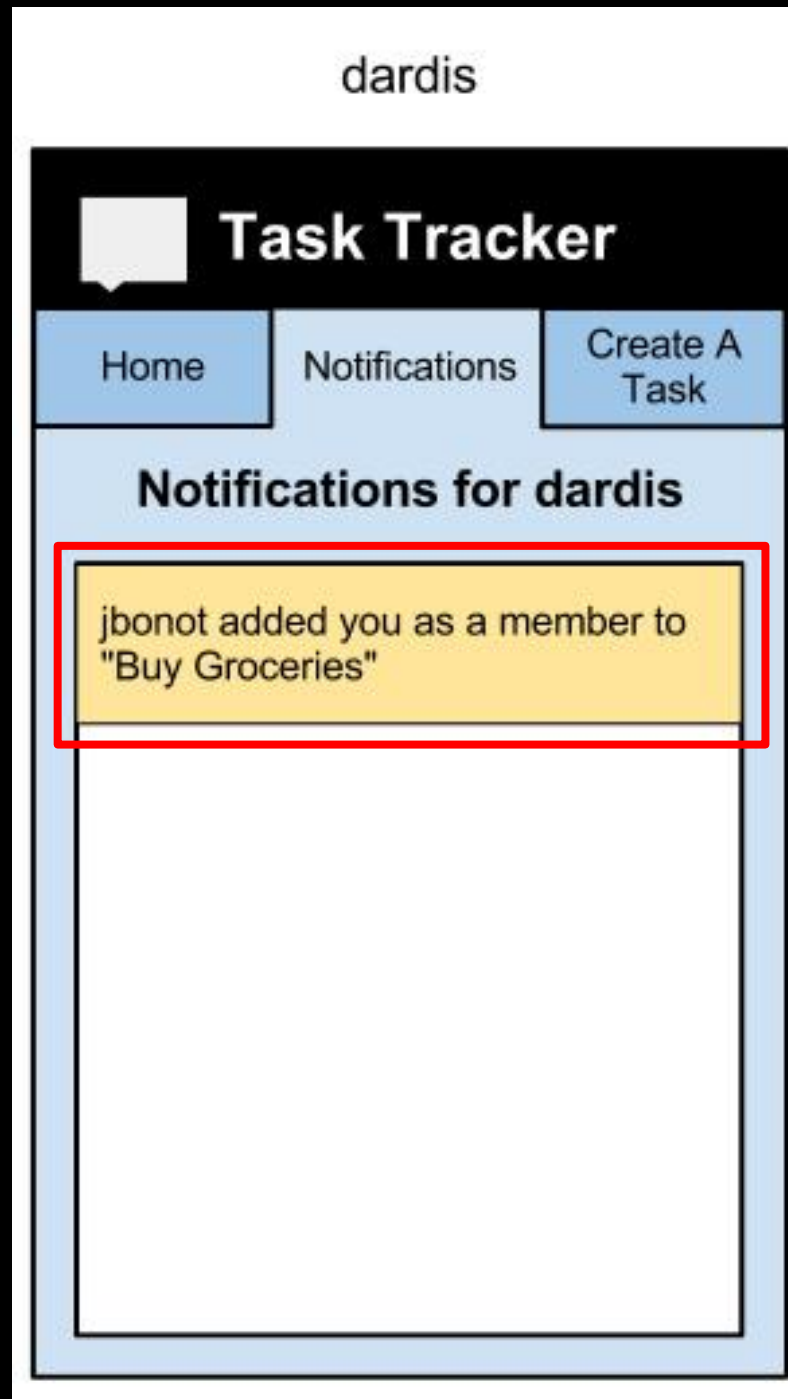 dardis
Task Tracker
Home
Notifications
Create A
Task
Notifications for dardis
jbonot added you as a member to
"Buy Groceries"